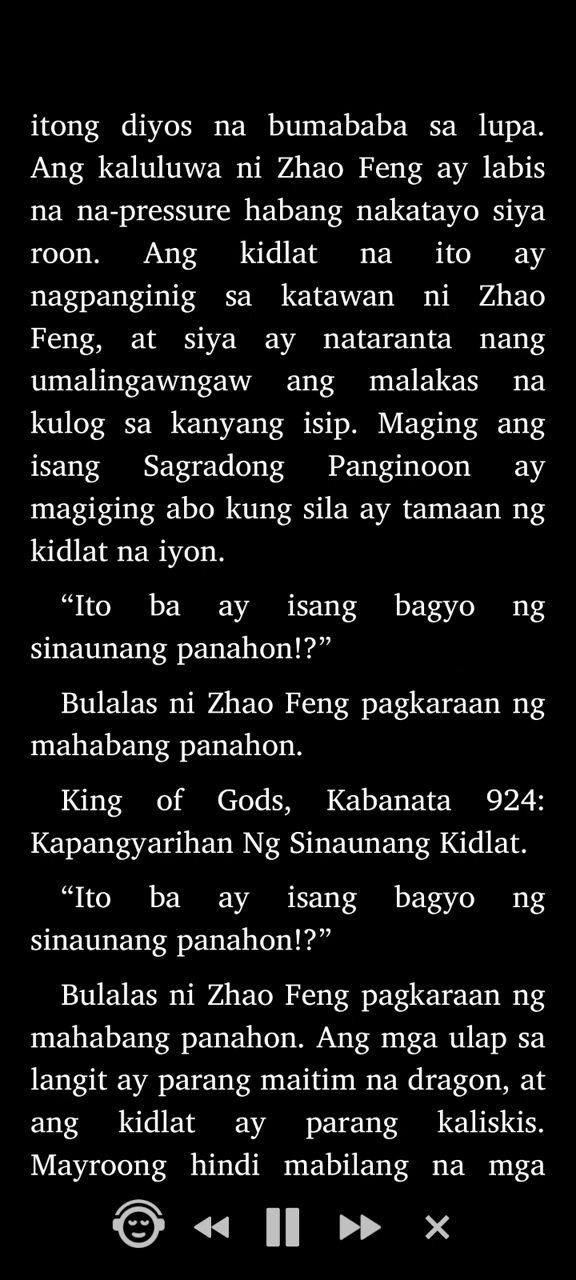 itong diyos na bumababa sa lupa.
Ang kaluluwa ni Zhao Feng ay labis
na na-pressure habang nakatayo siya
roon. Ang kidlat na ito ay
nagpanginig sa katawan ni Zhao
Feng, at siya ay nataranta nang
umalingawngaw ang malakas na
kulog sa kanyang isip. Maging ang
isang Sagradong Panginoon ay
magiging abo kung sila ay tamaan ng
kidlat na iyon.
“Ito ba ay isang bagyo ng
sinaunang panahon!?”
Bulalas ni Zhao Feng pagkaraan ng
mahabang panahon.
King of Gods, Kabanata 924:
Kapangyarihan Ng Sinaunang Kidlat.
“Ito ba ay isang bagyo ng
sinaunang panahon!?”
Bulalas ni Zhao Feng pagkaraan ng
mahabang panahon. Ang mga ulap sa
langit ay parang maitim na dragon, at
ang kidlat ay parang kaliskis.
Mayroong hindi mabilang na mga